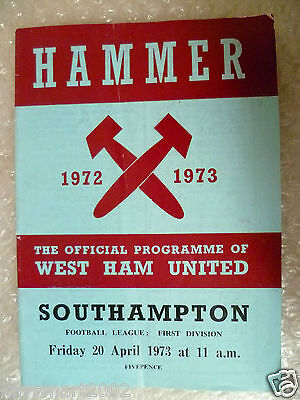 HAMMER
1972 1973
THE OFFICIAL PROGRAMME OF
WEST HAM UNITED
SOUTHAMPTON
FOOTBALL LEAGUE: FIRST DIVISION
Friday 20 April 1973 at 11 a.m.
FIVEPENCE